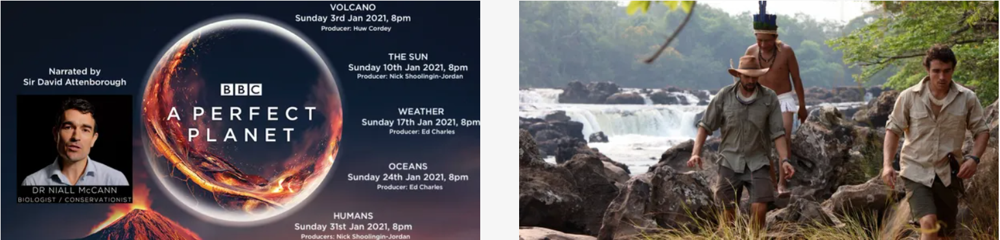 Narrated by
Sir David Attenborough
DR NIALL McCANN
BIOLOGIST / CONSERVATIONIST
BBC
A PERFECT
PLANET
VOLCANO
Sunday 3rd Jan 2021, 8pm
Producer: Huw Cordey
THE SUN
Sunday 10th Jan 2021, 8pm
Producer: Nick Shoolingin-Jordan
WEATHER
Sunday 17th Jan 2021, 8pm
Producer: Ed Charles
OCEANS
Sunday 24th Jan 2021, 8pm
Producer: Ed Charles
HUMANS
Sunday 31st Jan 2021, 8pm
Producers: Nick Shoolingin-Jordan